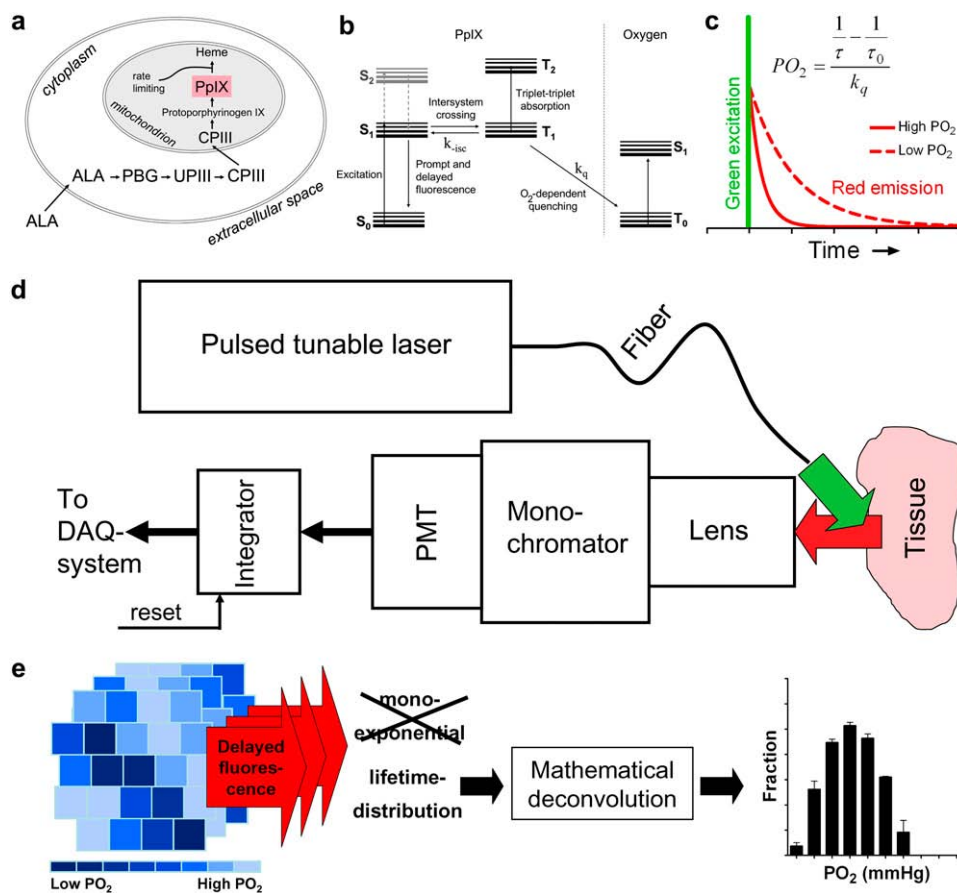 a
cytoplasm
Heme
rate
limiting
PpIX
Protoporphyrinogen IX
mitochondrion
CPIII
ALA → PBG → UPIII → CPIII
ALA
extracellular space
b
PpIX
Oxygen
S₂
T₂
Triplet-triplet
absorption
Intersystem
crossing
S₁
T₁
k₋isc
S₁
Prompt and
delayed
fluorescence
Excitation
k_q
O₂-dependent
quenching
S₀
T₀
c
Green excitation
PO₂ = (1/τ − 1/τ₀) / k_q
High PO₂
Low PO₂
Red emission
Time →
d
Pulsed tunable laser
Fiber
To
DAQ-
system
Integrator
reset
PMT
Mono-
chromator
Lens
Tissue
e
Delayed
fluores-
cence
Low PO₂
High PO₂
mono-
exponential
lifetime-
distribution
Mathematical
deconvolution
Fraction
PO₂ (mmHg)